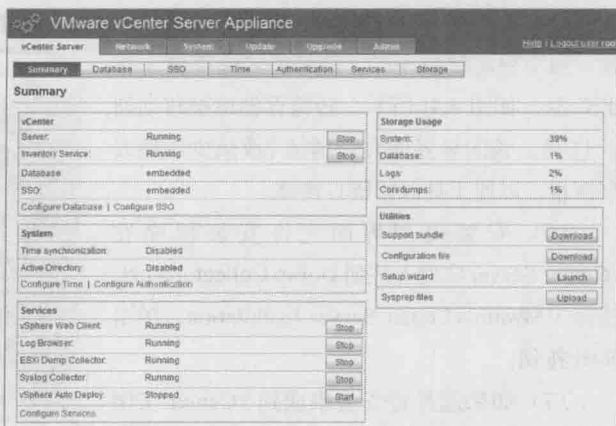 VMware vCenter Server Appliance
vCenter Server Network System Update Upgrade Admin
Help | Logout user root
Summary Database SSO Time Authentication Services Storage
Summary
vCenter
Server: Running Stop
Inventory Service: Running Stop
Database: embedded
SSO: embedded
Configure Database | Configure SSO
System
Time synchronization: Disabled
Active Directory: Disabled
Configure Time | Configure Authentication
Services
vSphere Web Client: Running Stop
Log Browser: Running Stop
ESXi Dump Collector: Running Stop
Syslog Collector: Running Stop
vSphere Auto Deploy: Stopped Start
Configure Services
Storage Usage
System: 39%
Database: 1%
Logs: 2%
Coredumps: 1%
Utilities
Support bundle Download
Configuration file Download
Setup wizard Launch
Sysprep files Upload